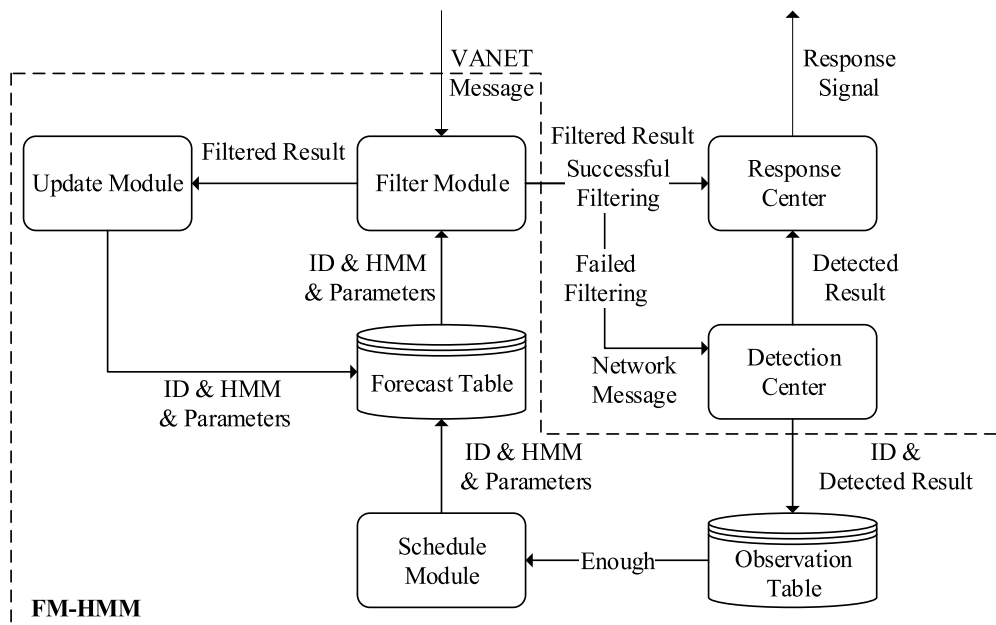 VANET
Message
Response
Signal
Update Module
Filtered Result
Filter Module
Filtered Result
Successful
Filtering
Response
Center
ID & HMM
& Parameters
Failed
Filtering
Detected
Result
Forecast Table
Network
Message
Detection
Center
ID & HMM
& Parameters
ID & HMM
& Parameters
ID &
Detected Result
Schedule
Module
Enough
Observation
Table
FM-HMM